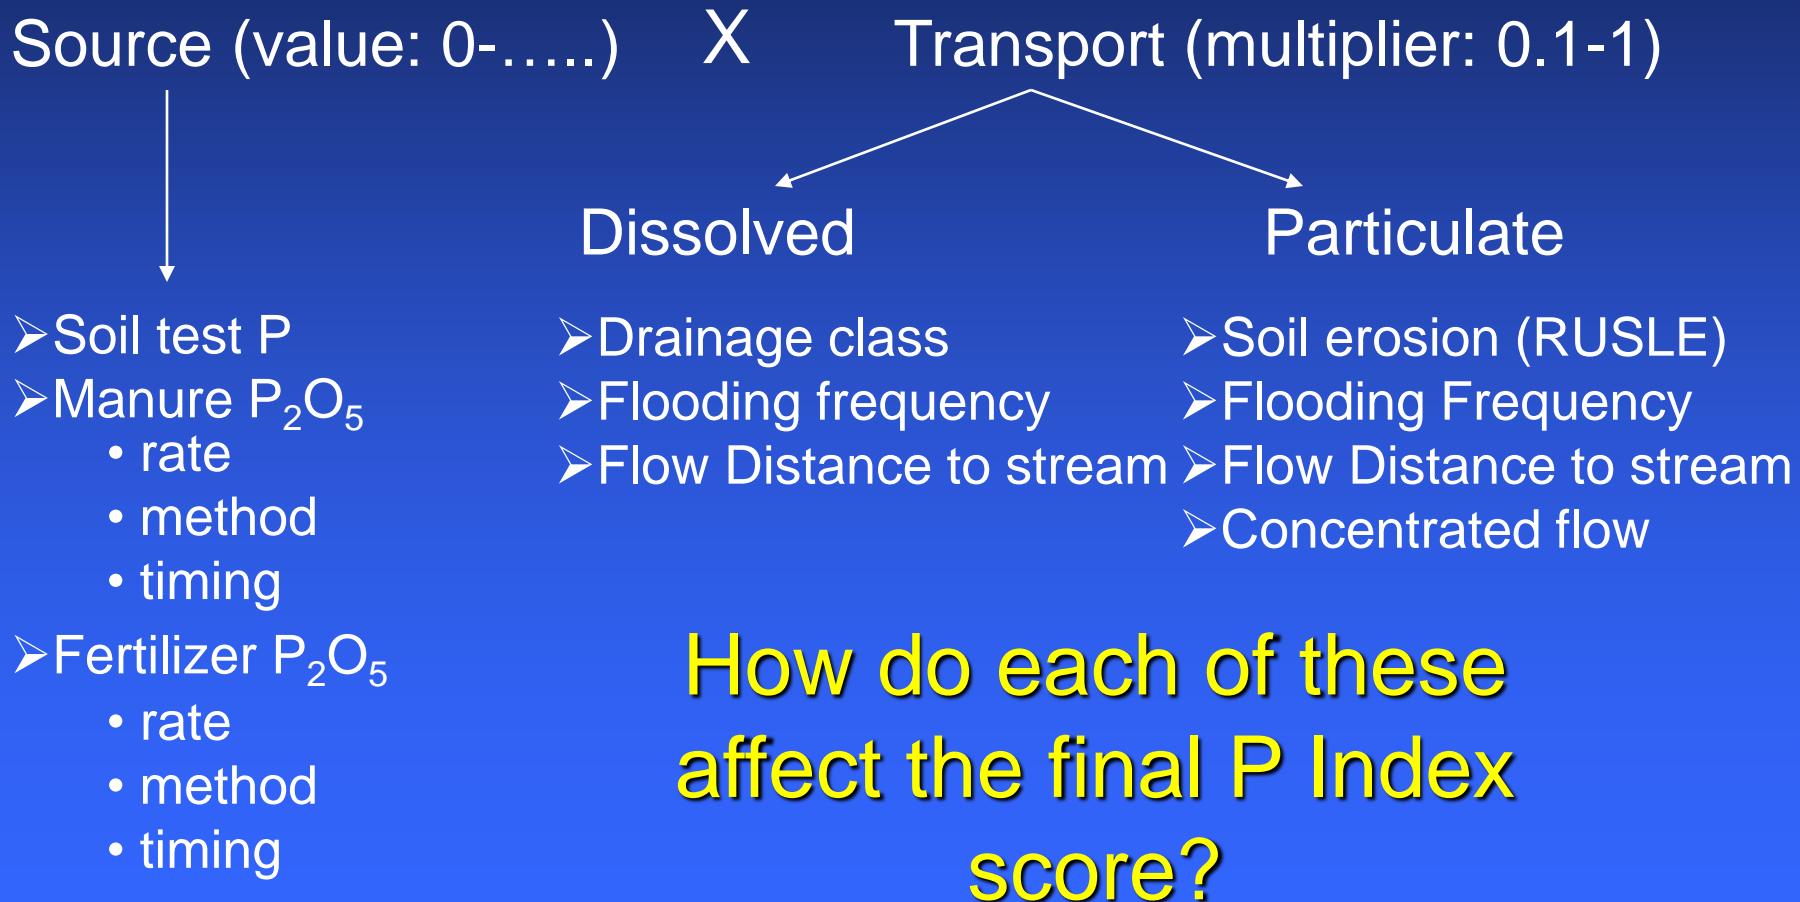 Source (value: 0-…..) X Transport (multiplier: 0.1-1)
Dissolved
Particulate
➢Soil test P
➢Manure P₂O₅
• rate
• method
• timing
➢Fertilizer P₂O₅
• rate
• method
• timing
➢Drainage class
➢Flooding frequency
➢Flow Distance to stream
➢Soil erosion (RUSLE)
➢Flooding Frequency
➢Flow Distance to stream
➢Concentrated flow
How do each of these
affect the final P Index
score?